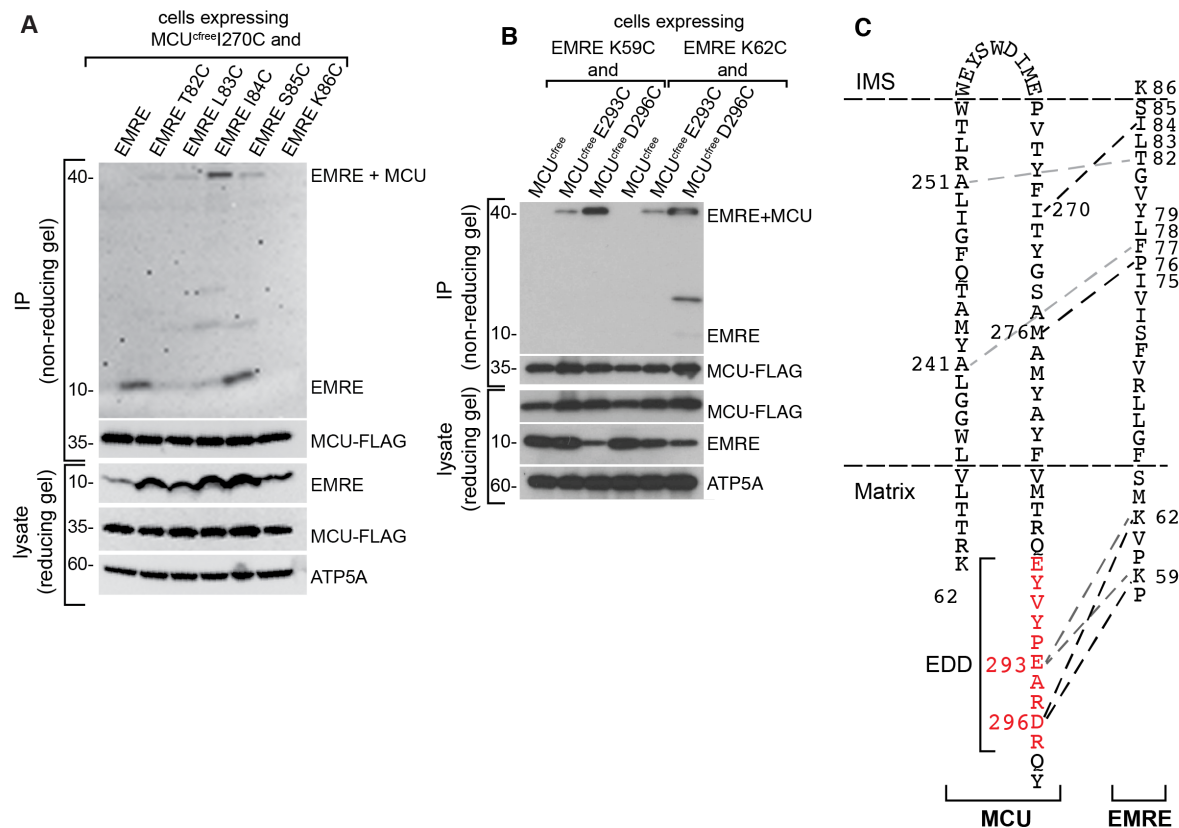 A
cells expressing
MCUcfreeI270C and
EMRE
EMRE T82C
EMRE L83C
EMRE I84C
EMRE S85C
EMRE K86C
IP
(non-reducing gel)
40-
EMRE + MCU
10-
EMRE
35-
MCU-FLAG
lysate
(reducing gel)
10-
EMRE
35-
MCU-FLAG
60-
ATP5A
B
cells expressing
EMRE K59C
and
EMRE K62C
and
MCUcfree
MCUcfree E293C
MCUcfree D296C
MCUcfree
MCUcfree E293C
MCUcfree D296C
IP
(non-reducing gel)
40-
EMRE+MCU
10-
EMRE
35-
MCU-FLAG
lysate
(reducing gel)
MCU-FLAG
10-
EMRE
60-
ATP5A
C
IMS
Matrix
WEYSWDIME
WTLRALIGFQTAMYALGGWLVLTTRK
251
241
62
PVTYFITYGSAMAMYAYFVMTRQEYVYPEARDRQY
270
276
EDD
293
296
KSILTGVYLFPIVISFVRLLGFSMKVPKP
86
85
84
83
82
79
78
77
76
75
62
59
MCU
EMRE